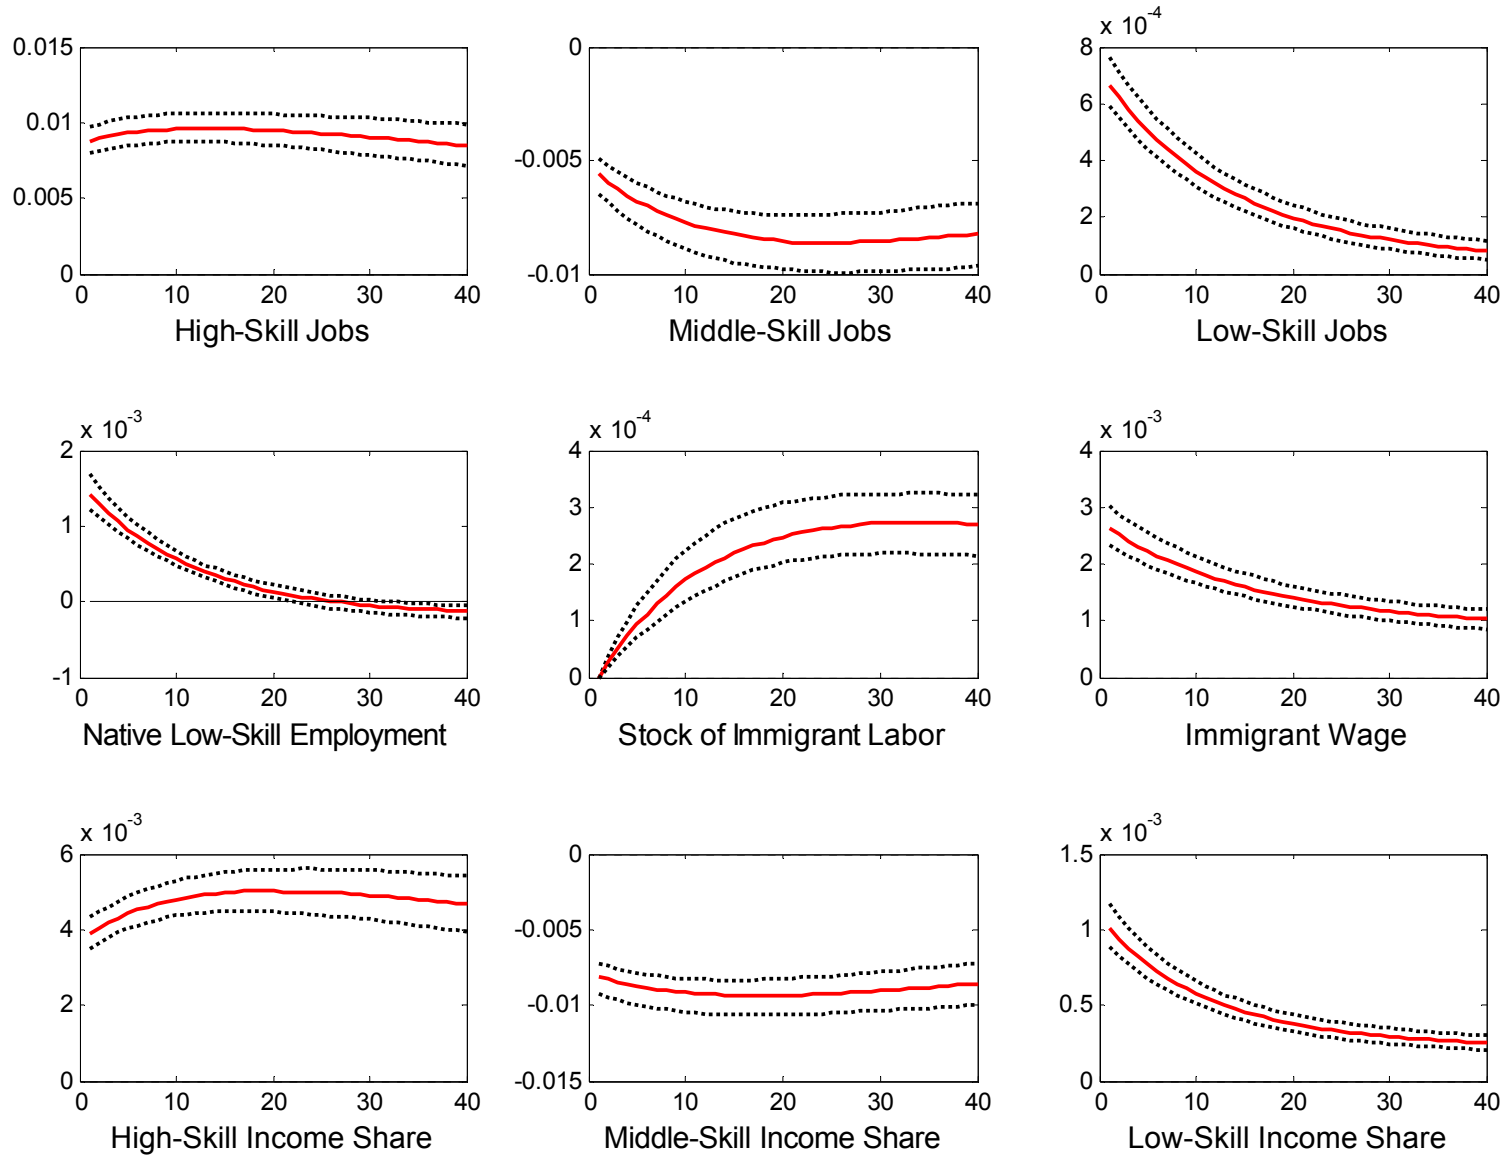 x 10^-4
0.015
0.01
0.005
0
0 10 20 30 40
High-Skill Jobs
0
-0.005
-0.01
0 10 20 30 40
Middle-Skill Jobs
8
6
4
2
0
0 10 20 30 40
Low-Skill Jobs
x 10^-3
2
1
0
-1
0 10 20 30 40
Native Low-Skill Employment
x 10^-4
4
3
2
1
0
0 10 20 30 40
Stock of Immigrant Labor
x 10^-3
4
3
2
1
0
0 10 20 30 40
Immigrant Wage
x 10^-3
6
4
2
0
0 10 20 30 40
High-Skill Income Share
0
-0.005
-0.01
-0.015
0 10 20 30 40
Middle-Skill Income Share
x 10^-3
1.5
1
0.5
0
0 10 20 30 40
Low-Skill Income Share